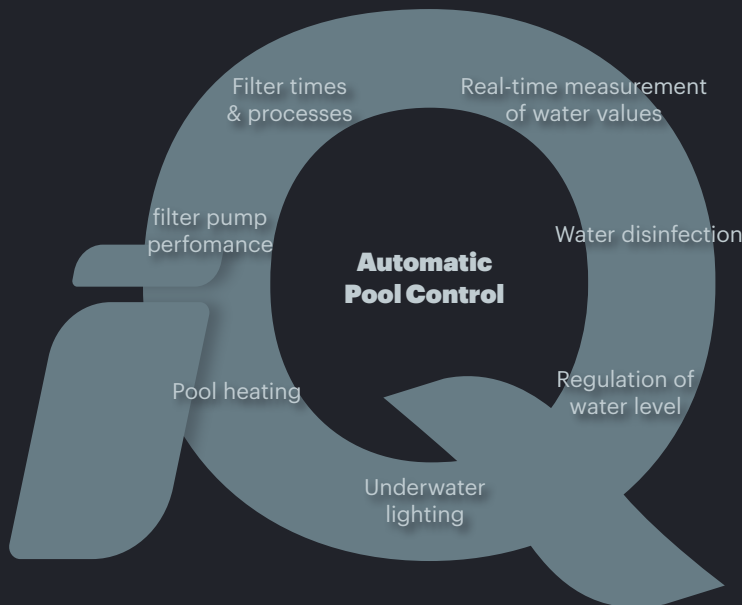 Filter times
& processes
Real-time measurement
of water values
filter pump
perfomance
Water disinfection
Automatic
Pool Control
Pool heating
Regulation of
water level
Underwater
lighting
iQ